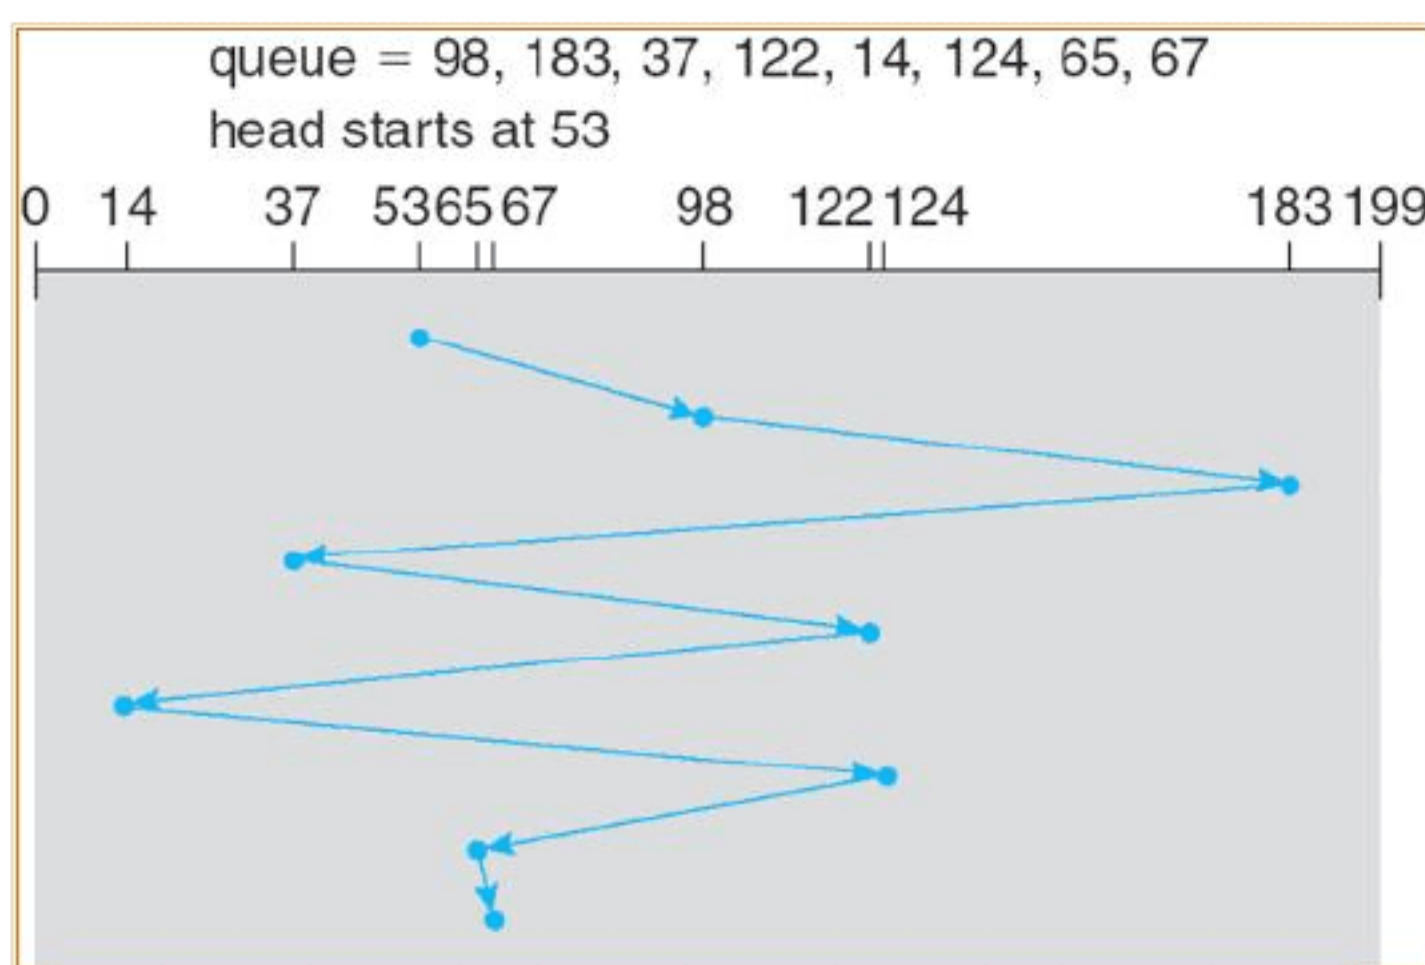 queue = 98, 183, 37, 122, 14, 124, 65, 67
head starts at 53
0 14 37 53 65 67 98 122 124 183 199